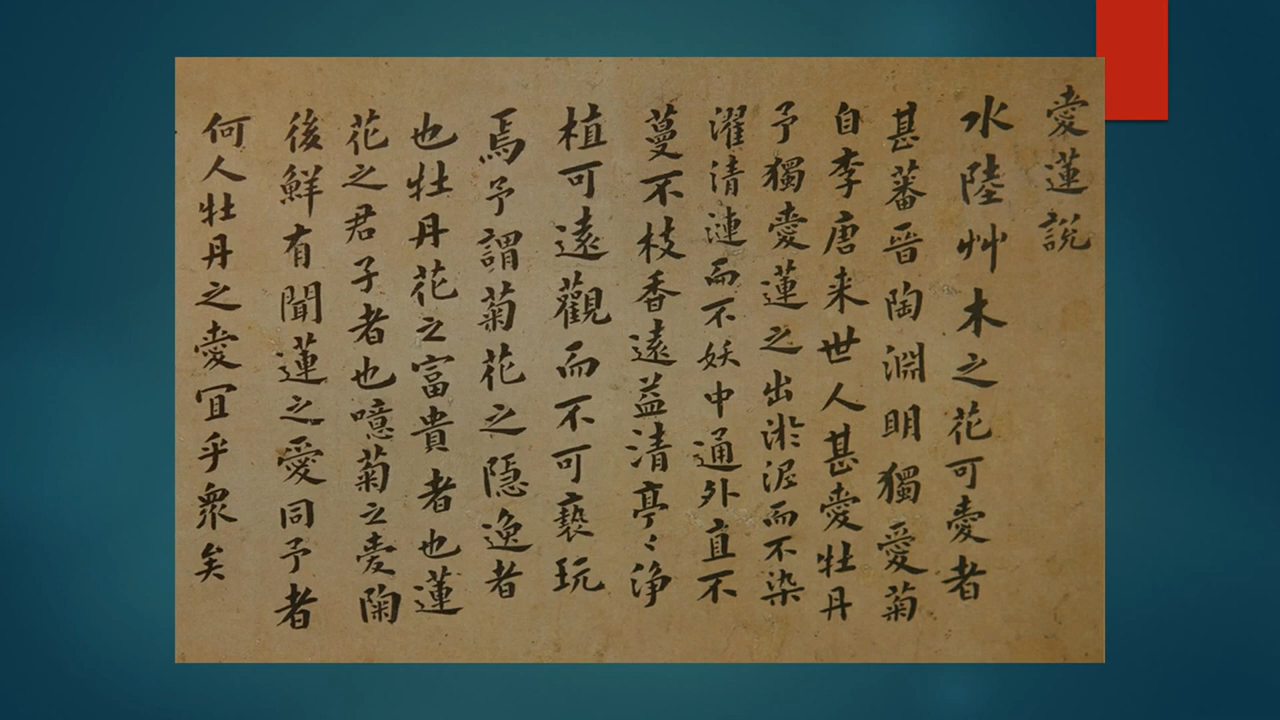 愛蓮說
水陸艸木之花可愛者
甚蕃晉陶淵明獨愛菊
自李唐来世人甚愛牡丹
予獨愛蓮之出淤泥而不染
濯清漣而不妖中通外直不
蔓不枝香遠益清亭〻淨
植可遠觀而不可褻玩
焉予謂菊花之隱逸者
也牡丹花之富貴者也蓮
花之君子者也噫菊之愛陶
後鮮有聞蓮之愛同予者
何人牡丹之愛冝乎衆矣